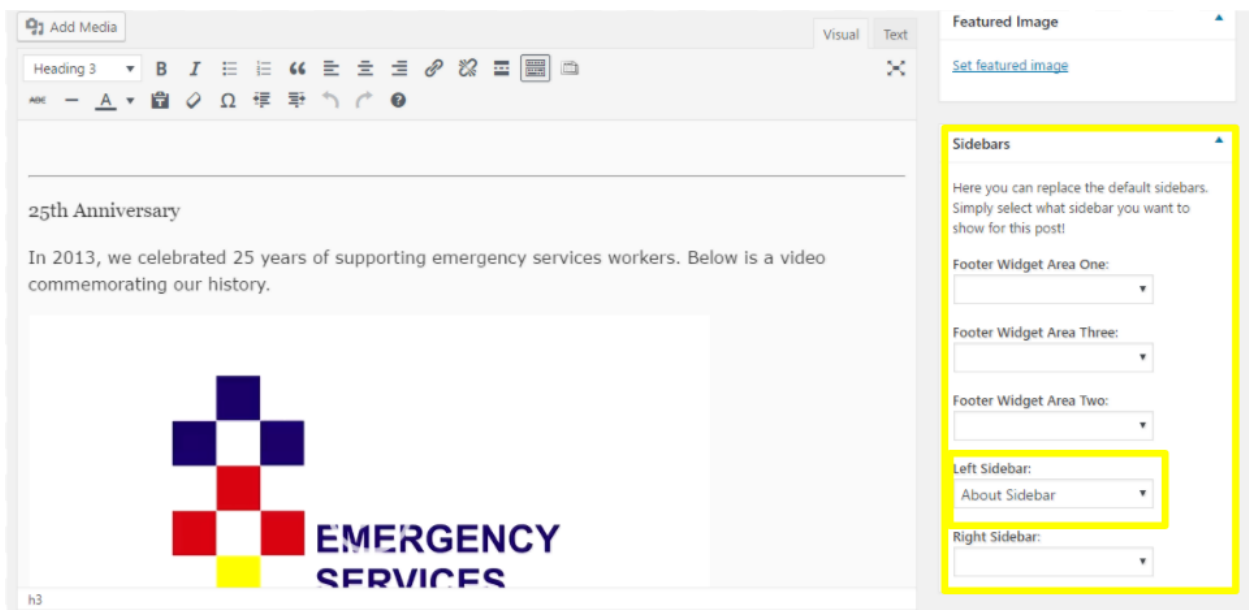 Add Media
Visual Text
Heading 3 B I
ABC A Ω
25th Anniversary
In 2013, we celebrated 25 years of supporting emergency services workers. Below is a video
commemorating our history.
EMERGENCY
SERVICES
h3
Featured Image
Set featured image
Sidebars
Here you can replace the default sidebars.
Simply select what sidebar you want to
show for this post!
Footer Widget Area One:
Footer Widget Area Three:
Footer Widget Area Two:
Left Sidebar:
About Sidebar
Right Sidebar: